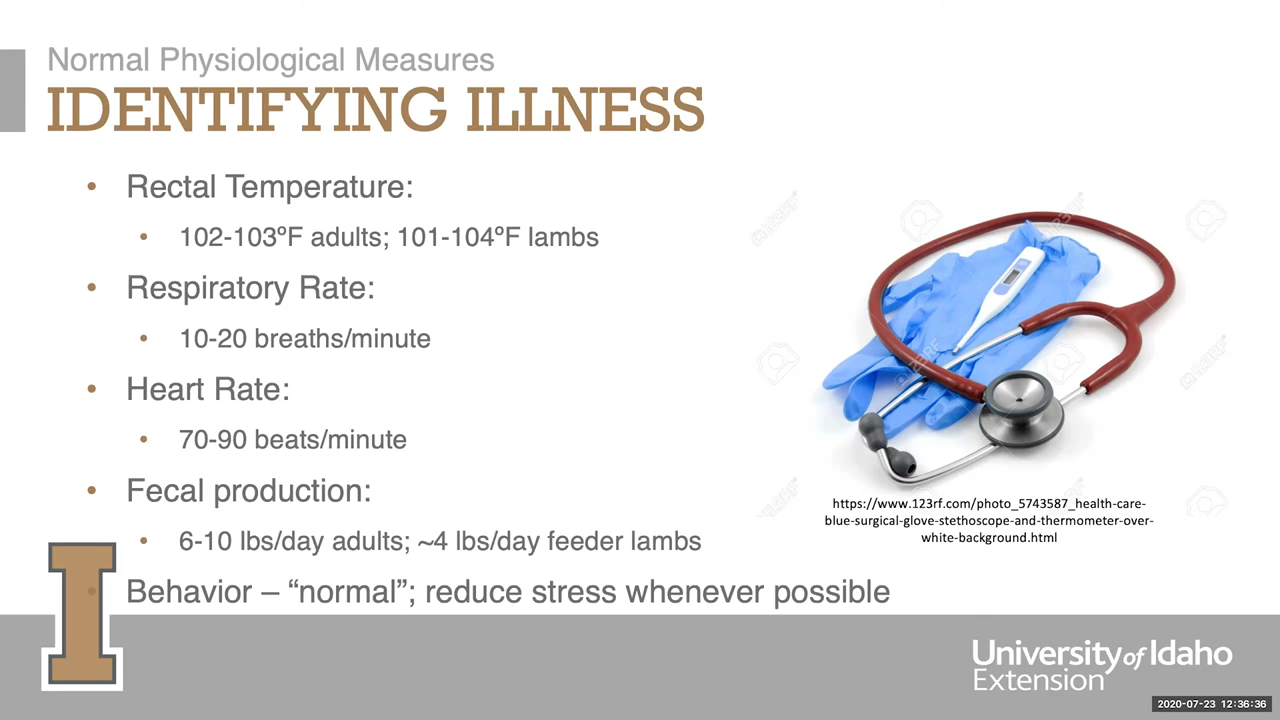 Normal Physiological Measures
IDENTIFYING ILLNESS
• Rectal Temperature:
• 102-103ºF adults; 101-104ºF lambs
• Respiratory Rate:
• 10-20 breaths/minute
• Heart Rate:
• 70-90 beats/minute
• Fecal production:
• 6-10 lbs/day adults; ~4 lbs/day feeder lambs
• Behavior – “normal”; reduce stress whenever possible
123RF
https://www.123rf.com/photo_5743587_health-care-
blue-surgical-glove-stethoscope-and-thermometer-over-
white-background.html
I
University of Idaho
Extension
2020-07-23 12:36:36